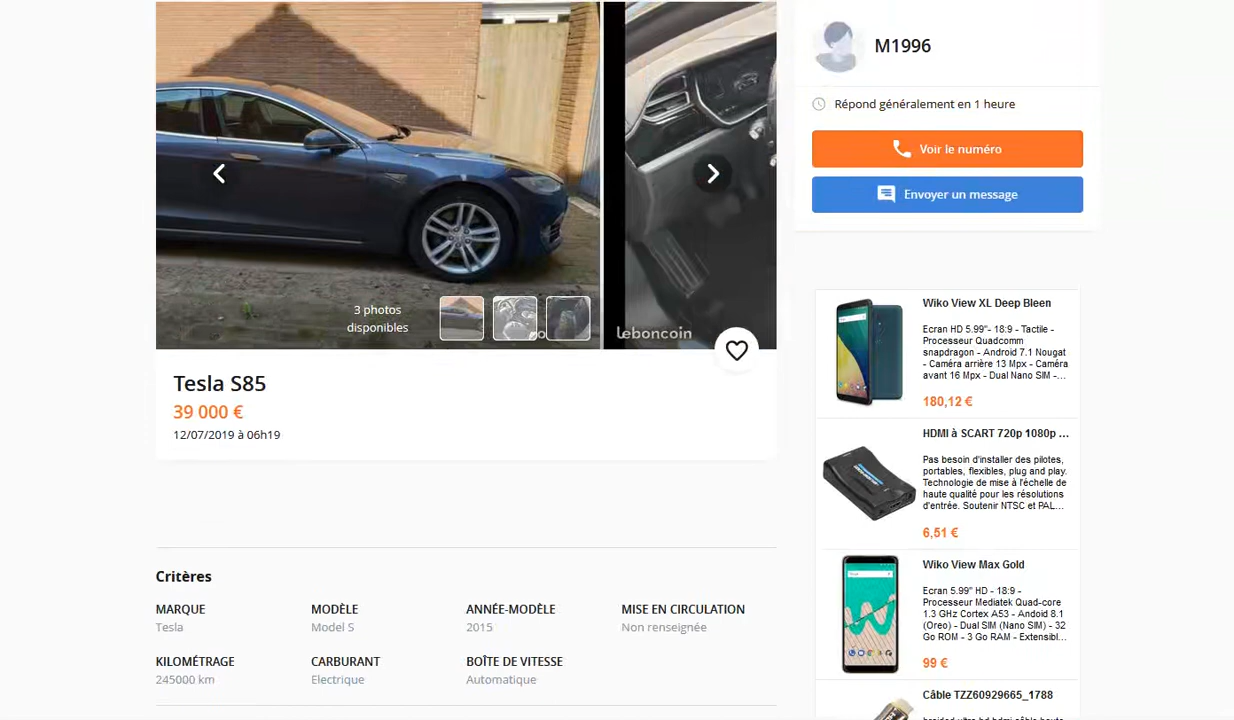 M1996
Répond généralement en 1 heure
Voir le numéro
Envoyer un message
3 photos
disponibles
leboncoin
Tesla S85
39 000 €
12/07/2019 à 06h19
Critères
MARQUE
Tesla
MODÈLE
Model S
ANNÉE-MODÈLE
2015
MISE EN CIRCULATION
Non renseignée
KILOMÉTRAGE
245000 km
CARBURANT
Electrique
BOÎTE DE VITESSE
Automatique
Wiko View XL Deep Bleen
Ecran HD 5.99"- 18:9 - Tactile -
Processeur Quadcomm
snapdragon - Android 7.1 Nougat
- Caméra arrière 13 Mpx - Caméra
avant 16 Mpx - Dual Nano SIM -...
180,12 €
HDMI à SCART 720p 1080p ...
Pas besoin d'installer des pilotes,
portables, flexibles, plug and play.
Technologie de mise à l'échelle de
haute qualité pour les résolutions
d'entrée. Soutenir NTSC et PAL...
6,51 €
Wiko View Max Gold
Ecran 5.99" HD - 18:9 -
Processeur Mediatek Quad-core
1.3 GHz Cortex A53 - Andoid 8.1
(Oreo) - Dual SIM (Nano SIM) - 32
Go ROM - 3 Go RAM - Extensibl...
99 €
Câble TZZ60929665_1788